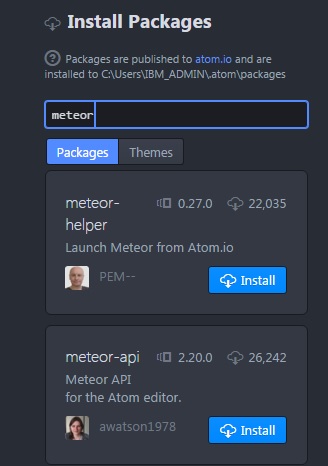 Install Packages
Packages are published to atom.io and are
installed to C:\Users\IBM_ADMIN\.atom\packages
meteor
Packages Themes
meteor-
helper
0.27.0 22,035
Launch Meteor from Atom.io
PEM-- Install
meteor-api 2.20.0 26,242
Meteor API
for the Atom editor.
awatson1978 Install